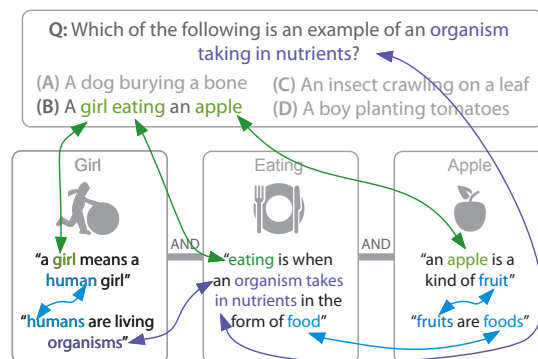 Q: Which of the following is an example of an organism
taking in nutrients?
(A) A dog burying a bone
(B) A girl eating an apple
(C) An insect crawling on a leaf
(D) A boy planting tomatoes
Girl
“a girl means a
human girl”
“humans are living
organisms”
AND
Eating
“eating is when
an organism takes
in nutrients in the
form of food”
AND
Apple
“an apple is a
kind of fruit”
“fruits are foods”